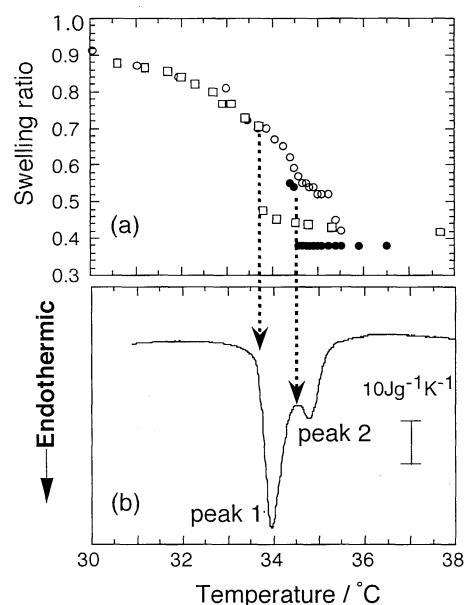 1.0
0.9
0.8
0.7
0.6
0.5
0.4
0.3
Swelling ratio
(a)
Endothermic
10Jg⁻¹K⁻¹
peak 2
(b)
peak 1
30 32 34 36 38
Temperature / °C